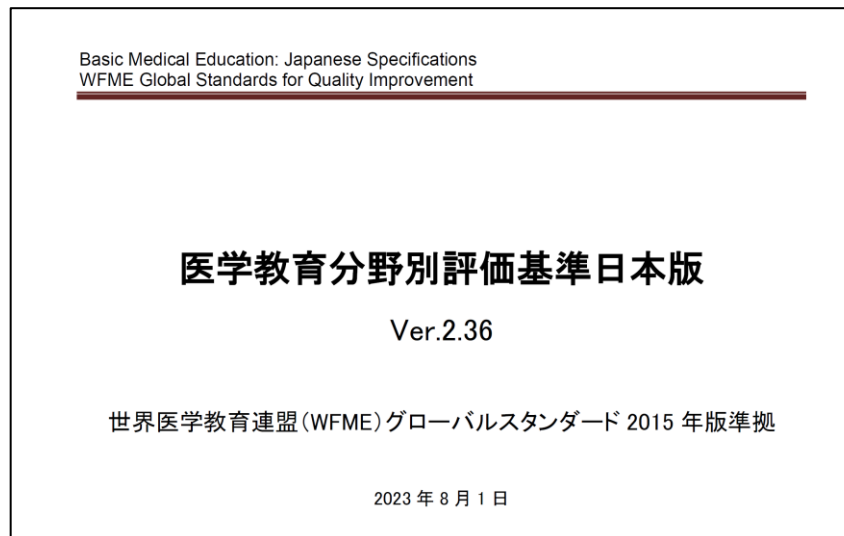 Basic Medical Education: Japanese Specifications
WFME Global Standards for Quality Improvement
医学教育分野別評価基準日本版
Ver.2.36
世界医学教育連盟(WFME)グローバルスタンダード 2015 年版準拠
2023 年 8 月 1 日